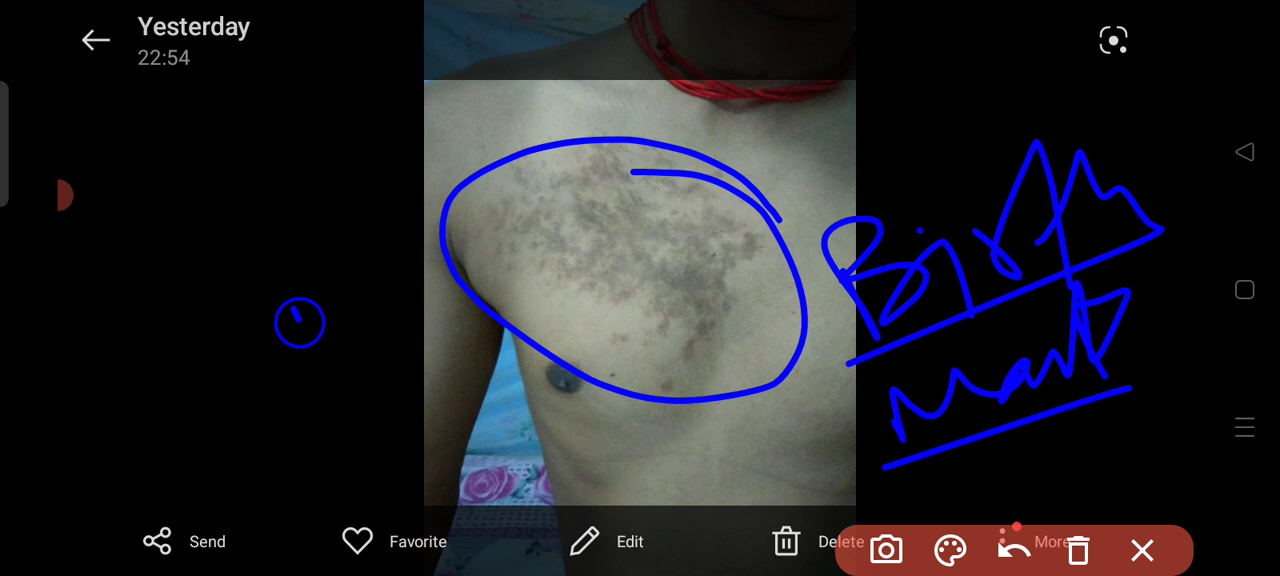 Yesterday
22:54
Birth
Mark
Send
Favorite
Edit
Delete
More